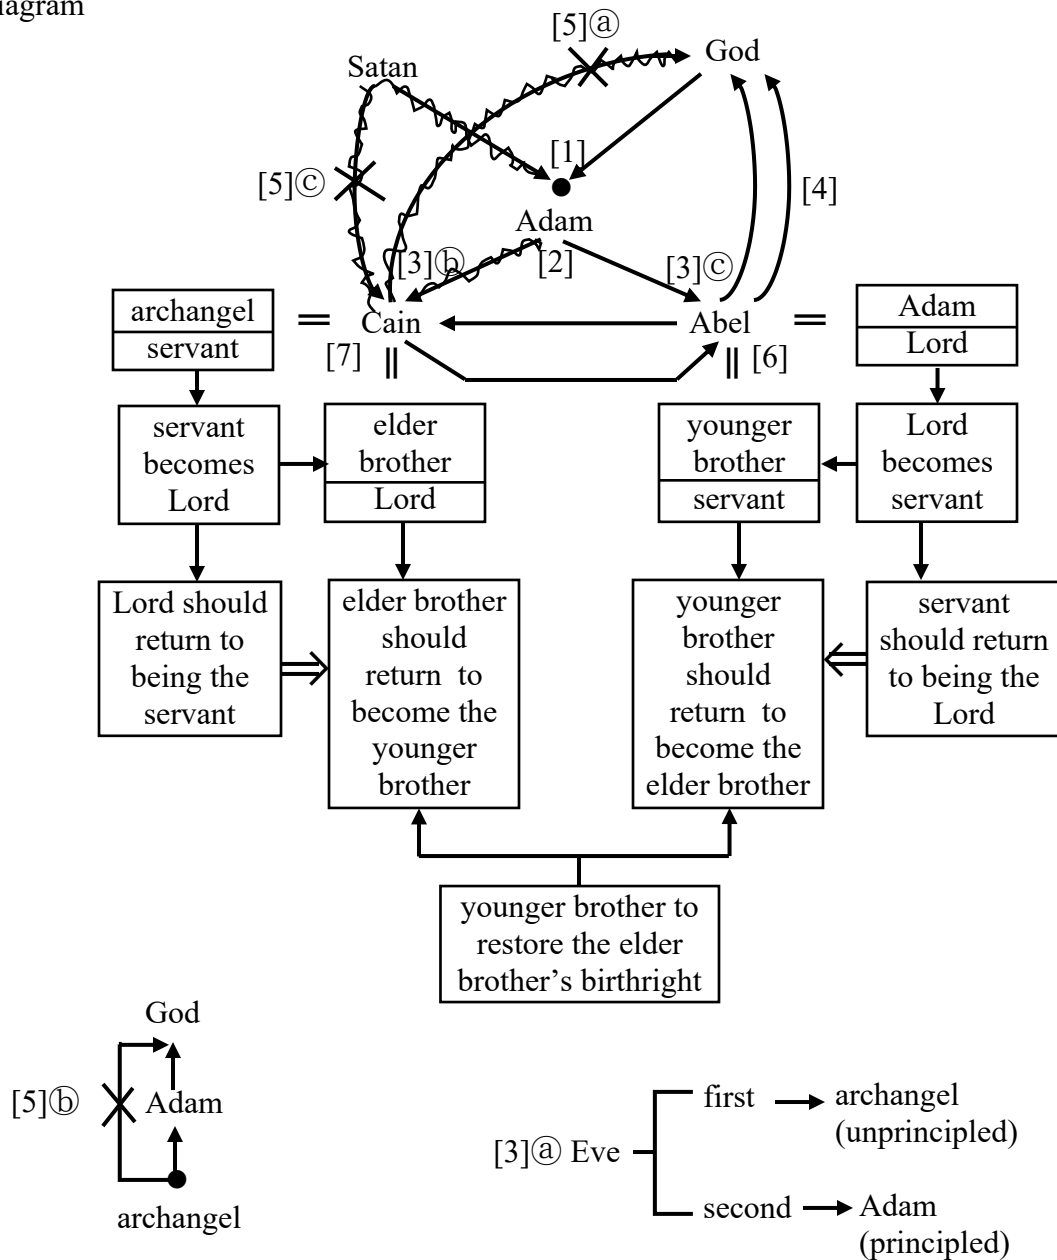 iagram
[5]ⓐ
God
Satan
[1]
[5]ⓒ
[4]
Adam
[3]ⓑ
[2]
[3]ⓒ
archangel
servant
Cain
Abel
Adam
Lord
[7]
[6]
servant
becomes
Lord
elder
brother
Lord
younger
brother
servant
Lord
becomes
servant
Lord should
return to
being the
servant
elder brother
should
return to
become the
younger
brother
younger
brother
should
return to
become the
elder brother
servant
should return
to being the
Lord
younger brother to
restore the elder
brother’s birthright
God
[5]ⓑ
Adam
archangel
[3]ⓐ Eve
first
archangel
(unprincipled)
second
Adam
(principled)